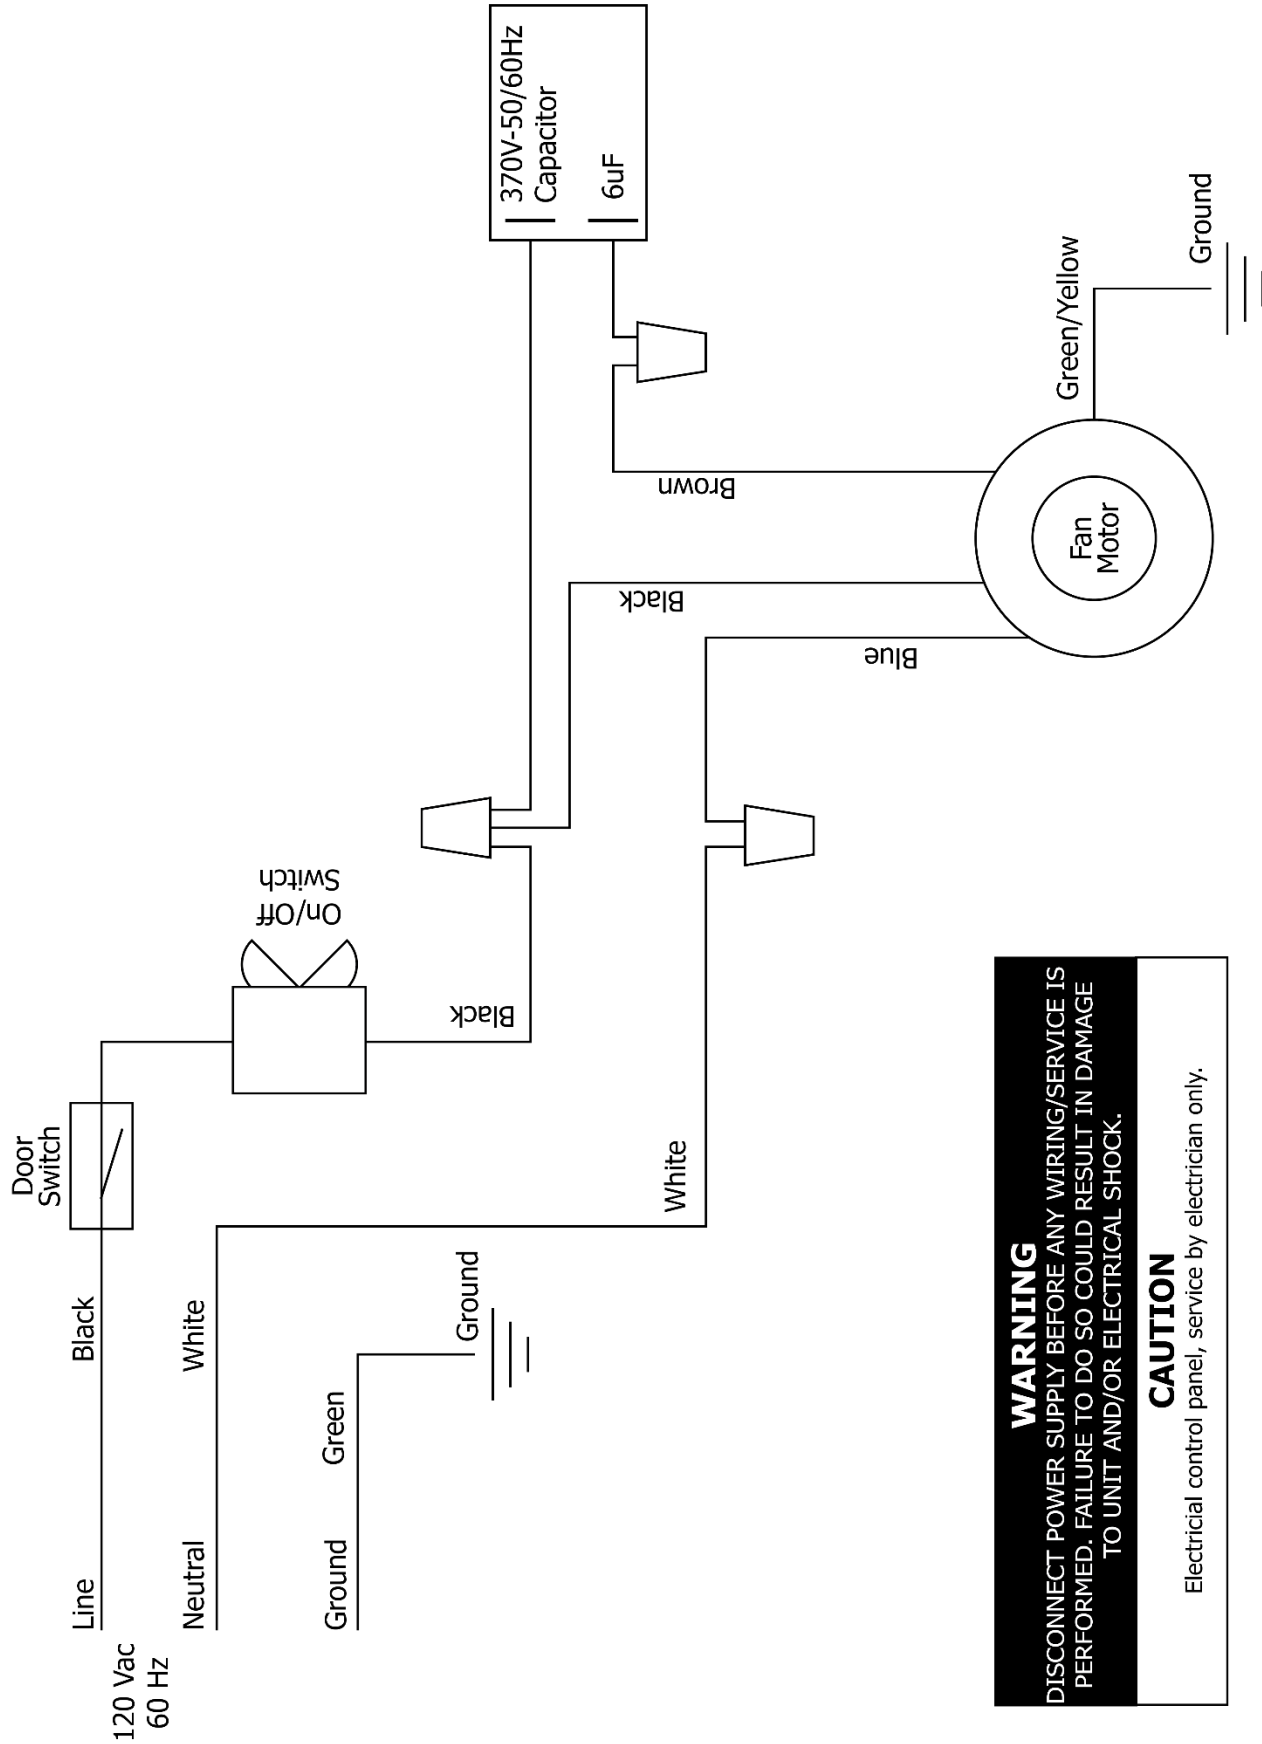 120 Vac
60 Hz
Line
Black
Door
Switch
Neutral
White
Ground
Green
Ground
On/Off
Switch
Black
White
370V-50/60Hz
Capacitor
6uF
Brown
Black
Blue
Fan
Motor
Green/Yellow
Ground
WARNING
DISCONNECT POWER SUPPLY BEFORE ANY WIRING/SERVICE IS
PERFORMED. FAILURE TO DO SO COULD RESULT IN DAMAGE
TO UNIT AND/OR ELECTRICAL SHOCK.
CAUTION
Electricial control panel, service by electrician only.